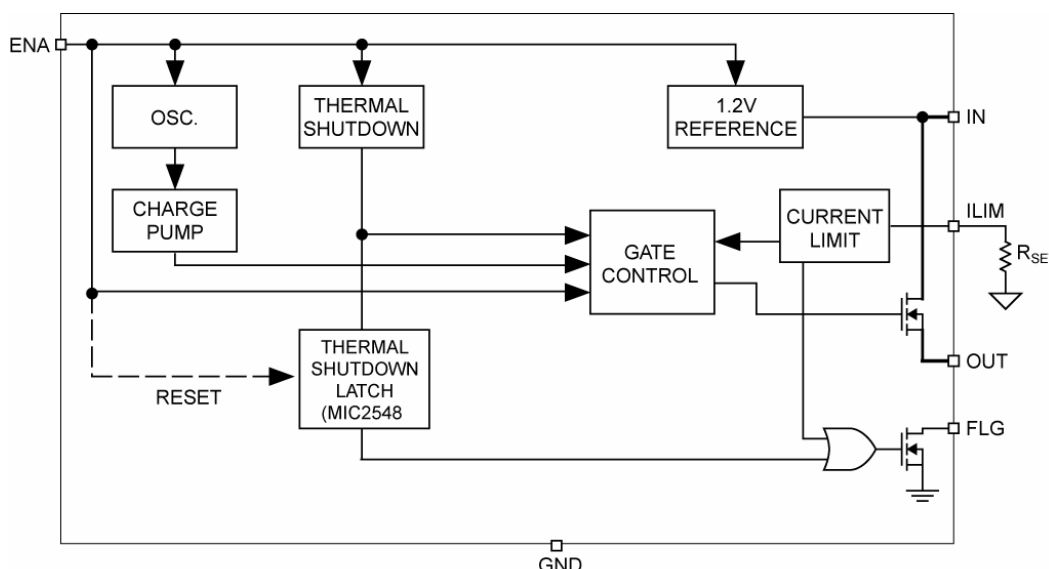 ENA
OSC.
THERMAL
SHUTDOWN
1.2V
REFERENCE
IN
CHARGE
PUMP
GATE
CONTROL
CURRENT
LIMIT
ILIM
RSE
THERMAL
SHUTDOWN
LATCH
(MIC2548
RESET
OUT
FLG
GND